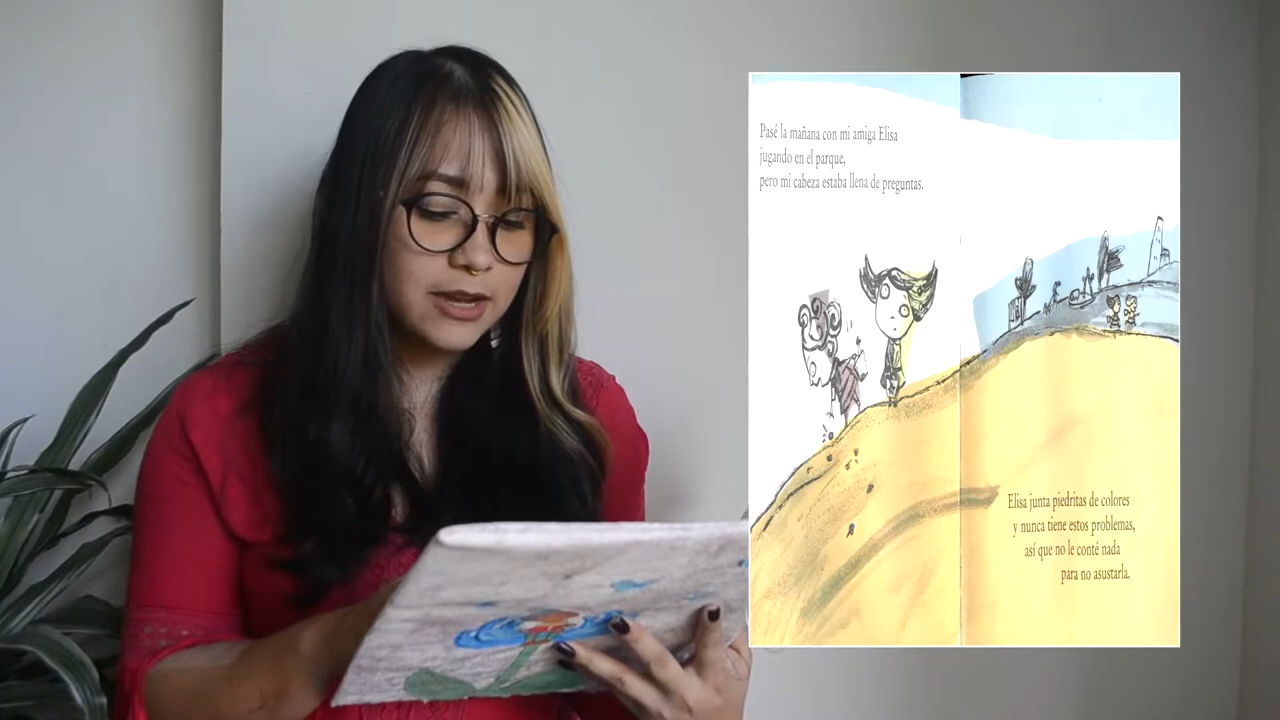 Pasé la mañana con mi amiga Elisa
jugando en el parque,
pero mi cabeza estaba llena de preguntas.
Elisa junta piedritas de colores
y nunca tiene estos problemas,
así que no le conté nada
para no asustarla.